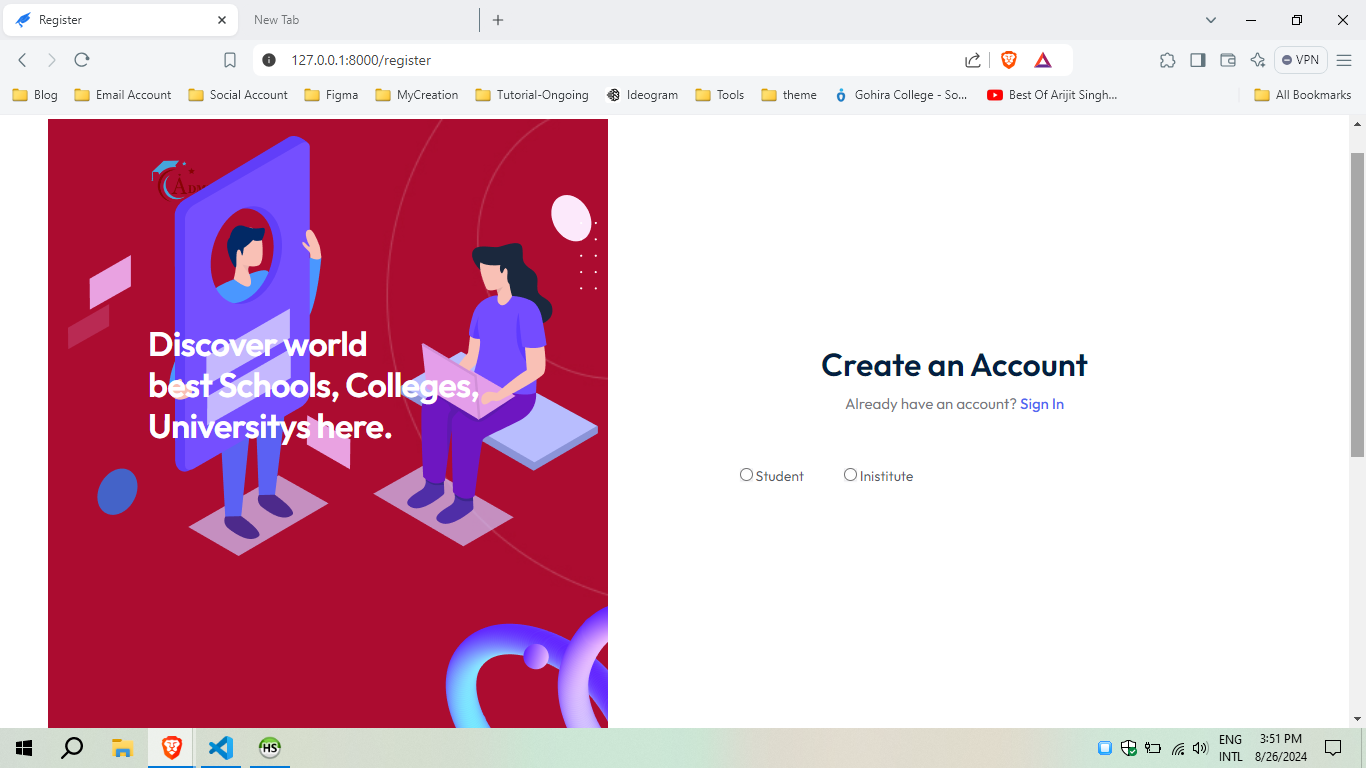 Register
New Tab
127.0.0.1:8000/register
VPN
Blog
Email Account
Social Account
Figma
MyCreation
Tutorial-Ongoing
Ideogram
Tools
theme
Gohira College - So...
Best Of Arijit Singh...
All Bookmarks
Discover world
best Schools, Colleges,
Universitys here.
Create an Account
Already have an account? Sign In
Student
Inistitute
HS
ENG
INTL
3:51 PM
8/26/2024